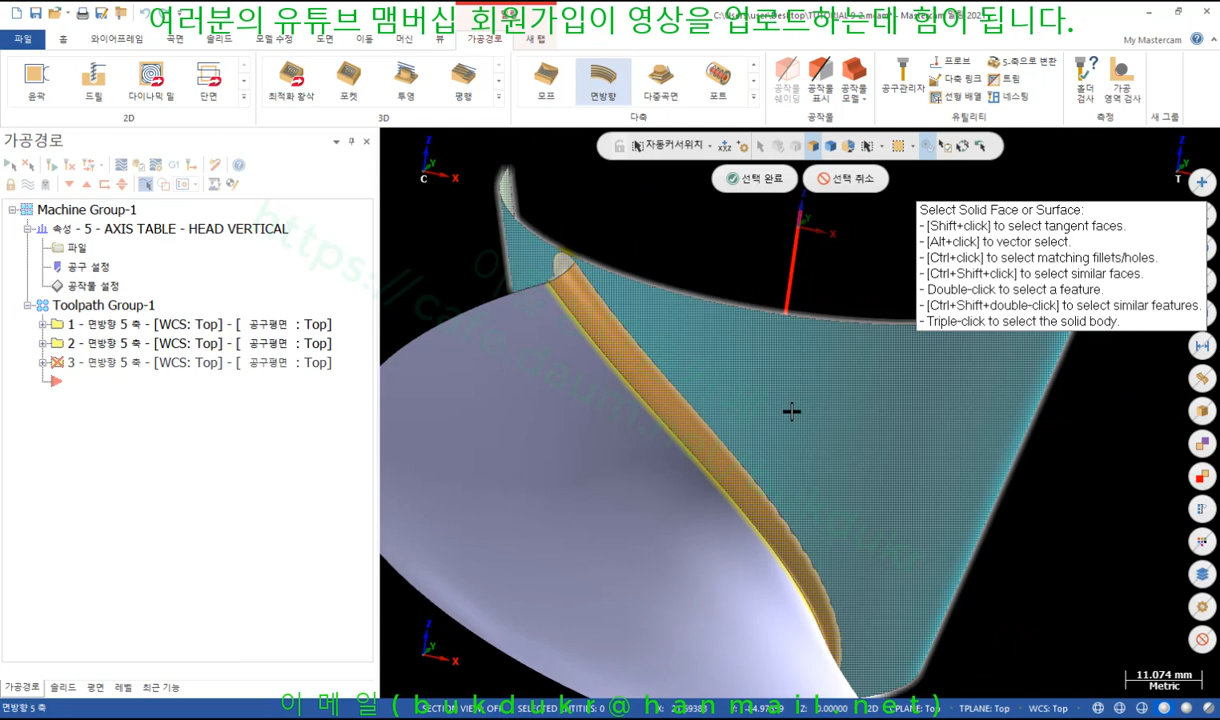 여러분의 유튜브 맴버십 회원가입이 영상을 업로드하는데 힘이 됩니다.
My Mastercam
파일 홈 와이어프레임 곡면 솔리드 모델 수정 도면 이동 머신 뷰 가공경로 새 탭
윤곽 드릴 다이나믹 밀 단면 최적화 황삭 포켓 투영 평행 모프 면방향 다중곡면 포트 공작물 쉐이딩 공작물 표시 공작물 모델 공구관리자 프로브 5-축으로 변환
다축 링크 트림
선형 배열 네스팅
홀더 검사 가공 영역 검사
2D 3D 다축 공작물 유틸리티 측정 새 그룹
가공경로
자동커서위치
선택 완료 선택 취소
Machine Group-1
속성 - 5 - AXIS TABLE - HEAD VERTICAL
파일
공구 설정
공작물 설정
Toolpath Group-1
1 - 면방향 5 축 - [WCS: Top] - [ 공구평면 : Top]
2 - 면방향 5 축 - [WCS: Top] - [ 공구평면 : Top]
3 - 면방향 5 축 - [WCS: Top] - [ 공구평면 : Top]
Z Y X C
Z Y X T
Select Solid Face or Surface:
- [Shift+click] to select tangent faces.
- [Alt+click] to vector select.
- [Ctrl+click] to select matching fillets/holes.
- [Ctrl+Shift+click] to select similar faces.
- Double-click to select a feature.
- [Ctrl+Shift+double-click] to select similar features.
- Triple-click to select the solid body.
Z Y X
11.074 mm
Metric
가공경로 솔리드 평면 레벨 최근 기능
이 메 일 ( b u k d u k r @ h a n m a i l . n e t )
면방향 5 축 SECTION VIEW: OFF SELECTED ENTITIES: 0 2D CPLANE: Top TPLANE: Top WCS: Top